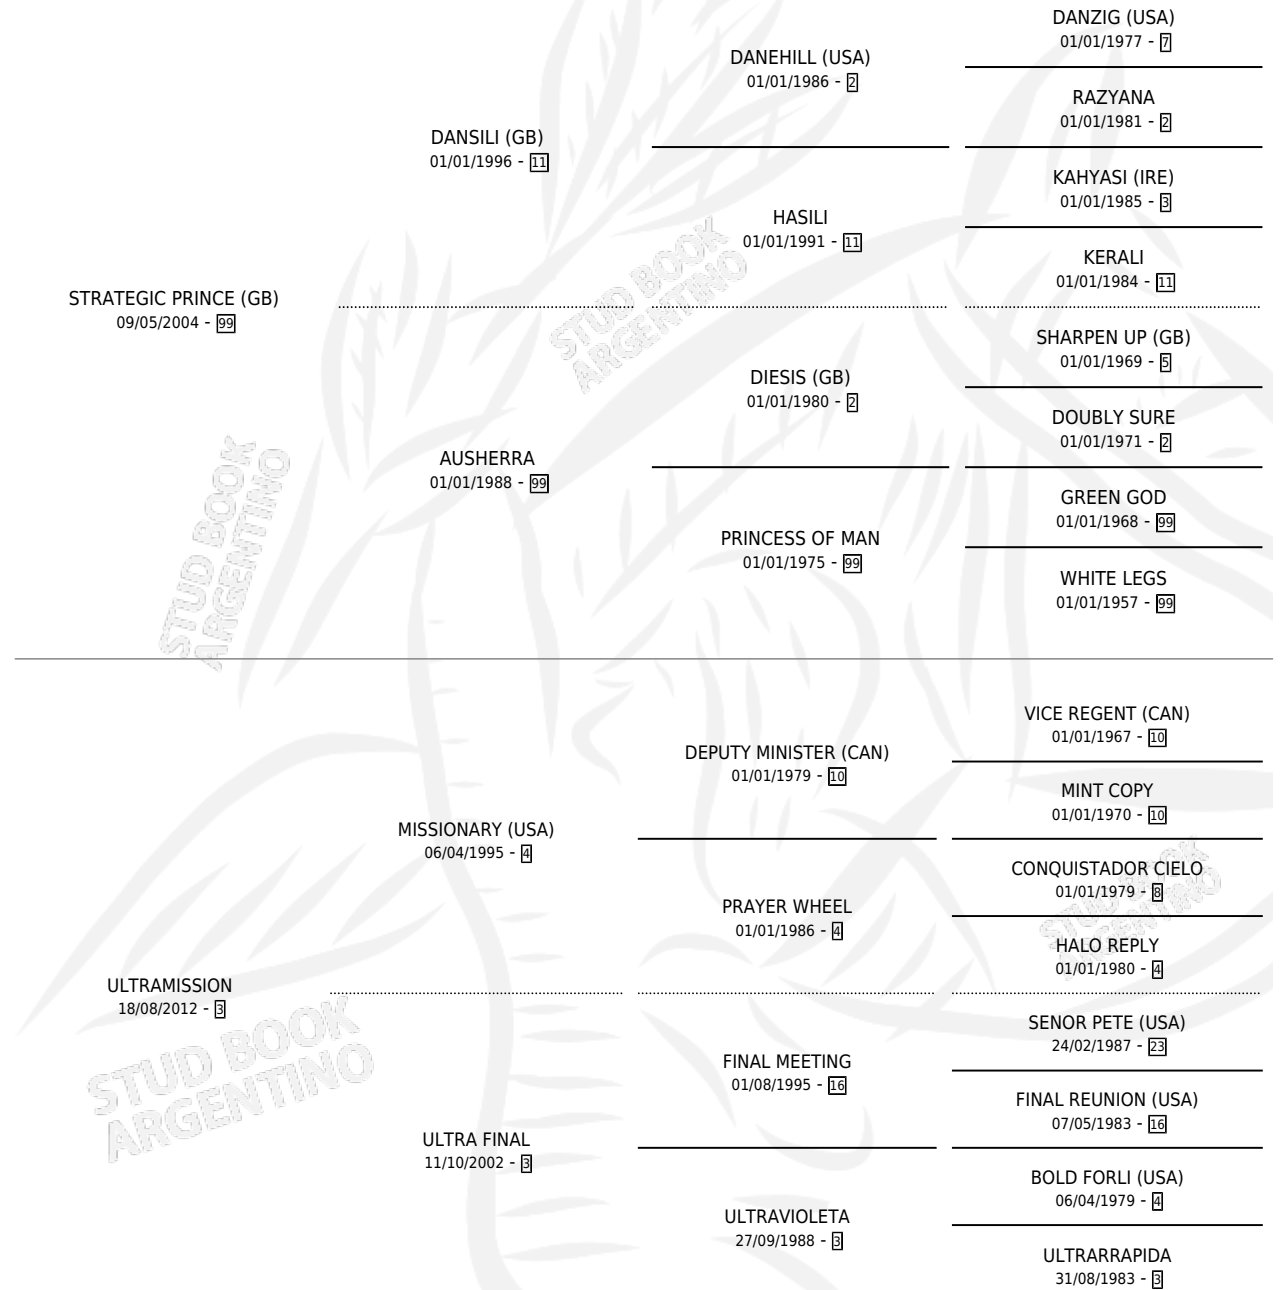 DANZIG (USA)
01/01/1977 - 7
DANEHILL (USA)
01/01/1986 - 2
RAZYANA
01/01/1981 - 2
DANSILI (GB)
01/01/1996 - 11
KAHYASI (IRE)
01/01/1985 - 3
HASILI
01/01/1991 - 11
KERALI
01/01/1984 - 11
STRATEGIC PRINCE (GB)
09/05/2004 - 99
SHARPEN UP (GB)
01/01/1969 - 5
DIESIS (GB)
01/01/1980 - 2
DOUBLY SURE
01/01/1971 - 2
AUSHERRA
01/01/1988 - 99
GREEN GOD
01/01/1968 - 99
PRINCESS OF MAN
01/01/1975 - 99
WHITE LEGS
01/01/1957 - 99
VICE REGENT (CAN)
01/01/1967 - 10
DEPUTY MINISTER (CAN)
01/01/1979 - 10
MINT COPY
01/01/1970 - 10
MISSIONARY (USA)
06/04/1995 - 4
CONQUISTADOR CIELO
01/01/1979 - 8
PRAYER WHEEL
01/01/1986 - 4
HALO REPLY
01/01/1980 - 4
ULTRAMISSION
18/08/2012 - 3
SENOR PETE (USA)
24/02/1987 - 23
FINAL MEETING
01/08/1995 - 16
FINAL REUNION (USA)
07/05/1983 - 16
ULTRA FINAL
11/10/2002 - 3
BOLD FORLI (USA)
06/04/1979 - 4
ULTRAVIOLETA
27/09/1988 - 3
ULTRARRAPIDA
31/08/1983 - 3
STUD BOOK
ARGENTINO
STUD BOOK
ARGENTINO
STUD BOOK
ARGENTINO
STUD BOOK
ARGENTINO